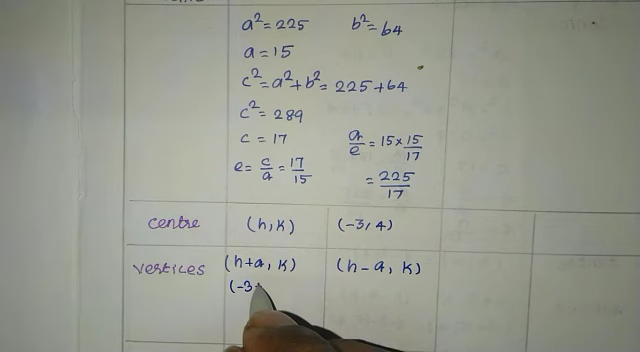 a² = 225 b² = 64
a = 15
c² = a² + b² = 225 + 64
c² = 289
c = 17 a/e = 15 × 15/17
e = c/a = 17/15 = 225/17
centre (h, k) (-3, 4)
vertices (h+a, k) (h-a, k)
(-3+